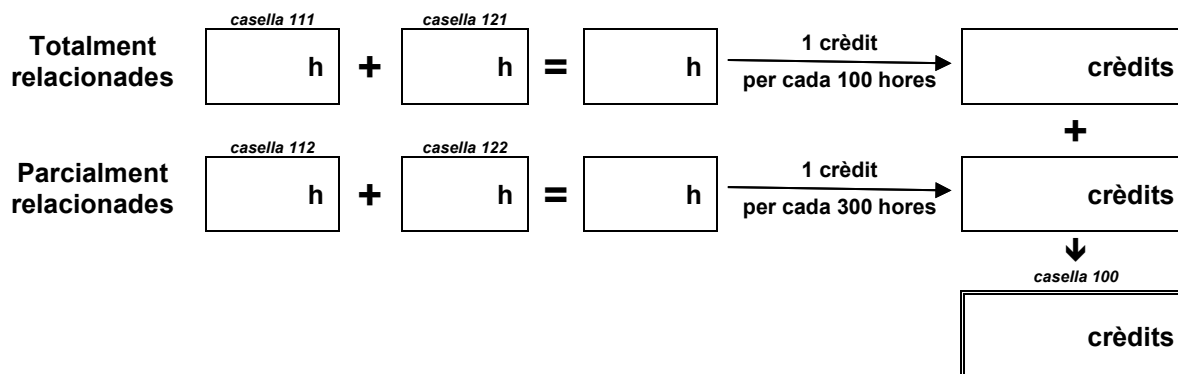 casella 111 casella 121
Totalment relacionades
h + h = h
1 crèdit
per cada 100 hores
crèdits
+
casella 112 casella 122
Parcialment relacionades
h + h = h
1 crèdit
per cada 300 hores
crèdits
casella 100
crèdits